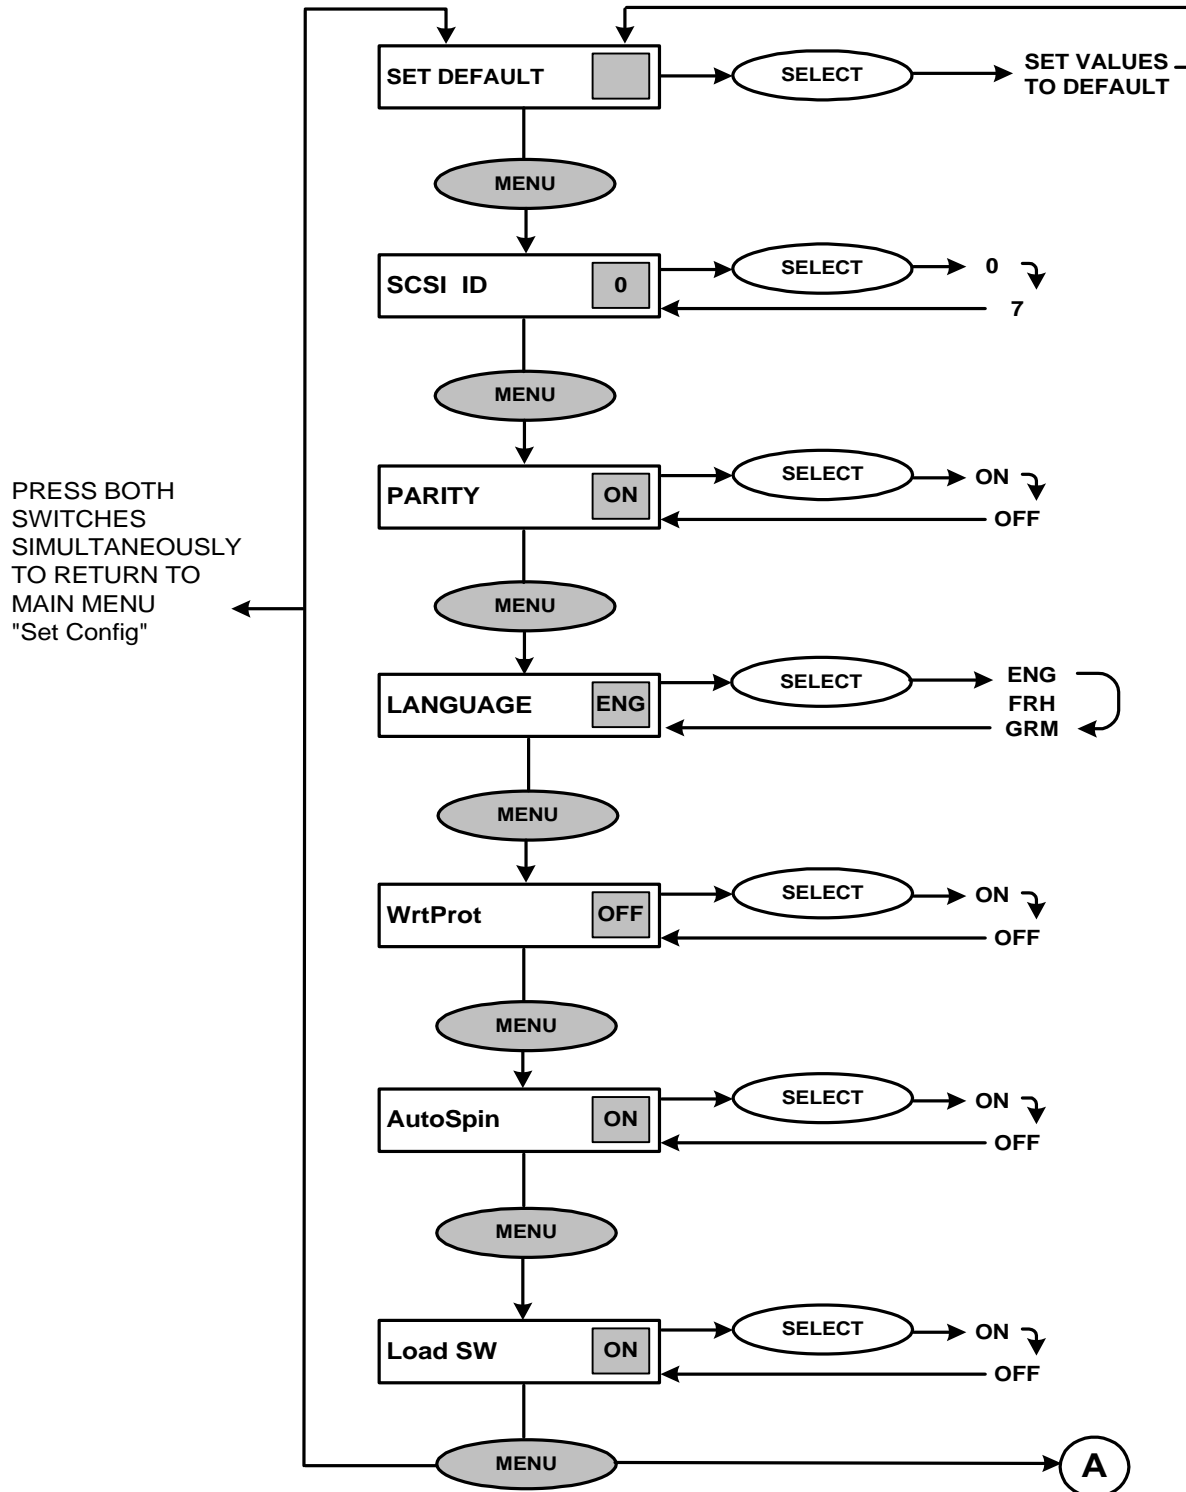 SET DEFAULT
SELECT
SET VALUES
TO DEFAULT
MENU
SCSI ID
0
SELECT
0
7
MENU
PARITY
ON
SELECT
ON
OFF
PRESS BOTH
SWITCHES
SIMULTANEOUSLY
TO RETURN TO
MAIN MENU
"Set Config"
MENU
LANGUAGE
ENG
SELECT
ENG
FRH
GRM
MENU
WrtProt
OFF
SELECT
ON
OFF
MENU
AutoSpin
ON
SELECT
ON
OFF
MENU
Load SW
ON
SELECT
ON
OFF
MENU
A